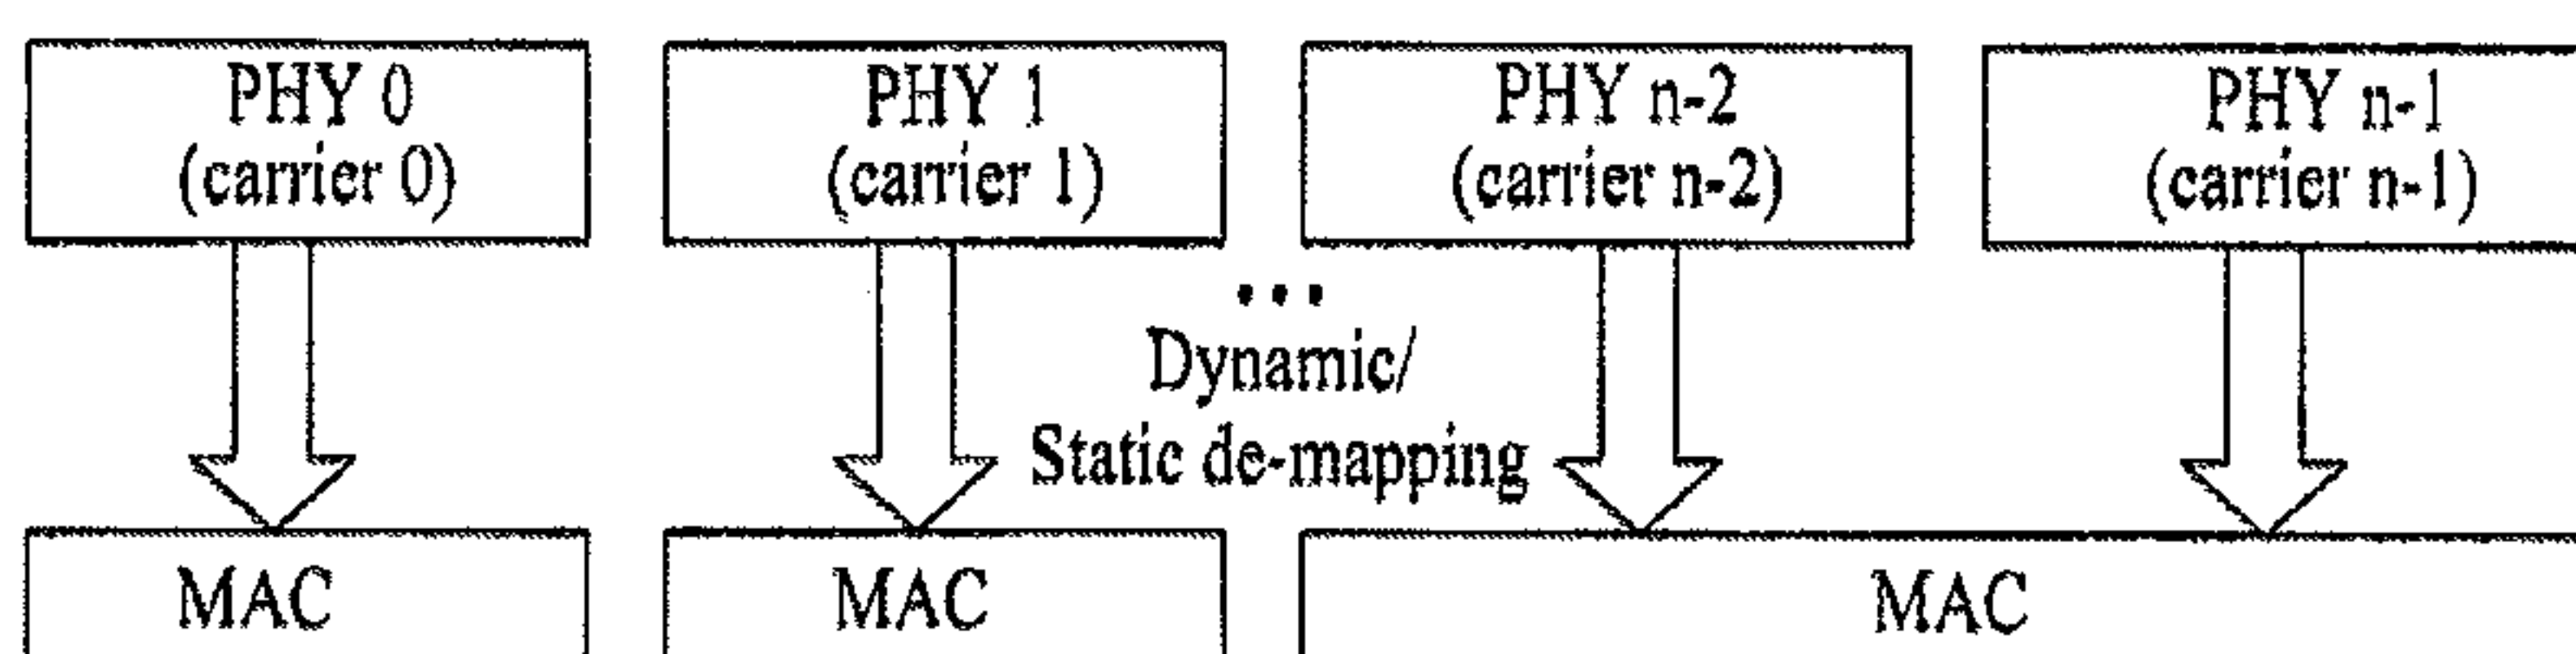 PHY 0
(carrier 0)
PHY 1
(carrier 1)
PHY n-2
(carrier n-2)
PHY n-1
(carrier n-1)
• • •
Dynamic/
Static de-mapping
MAC
MAC
MAC